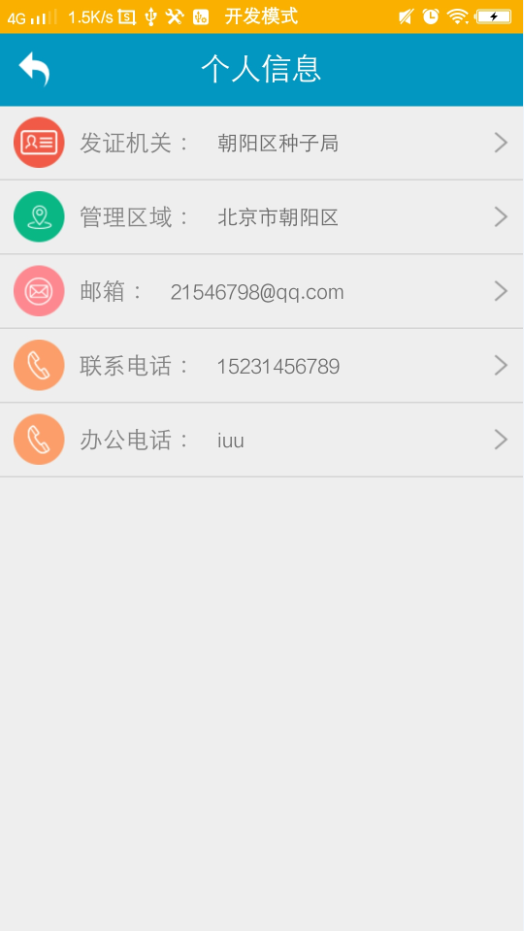 4G 1.5K/s 开发模式
个人信息
发证机关： 朝阳区种子局
管理区域： 北京市朝阳区
邮箱： 21546798@qq.com
联系电话： 15231456789
办公电话： iuu